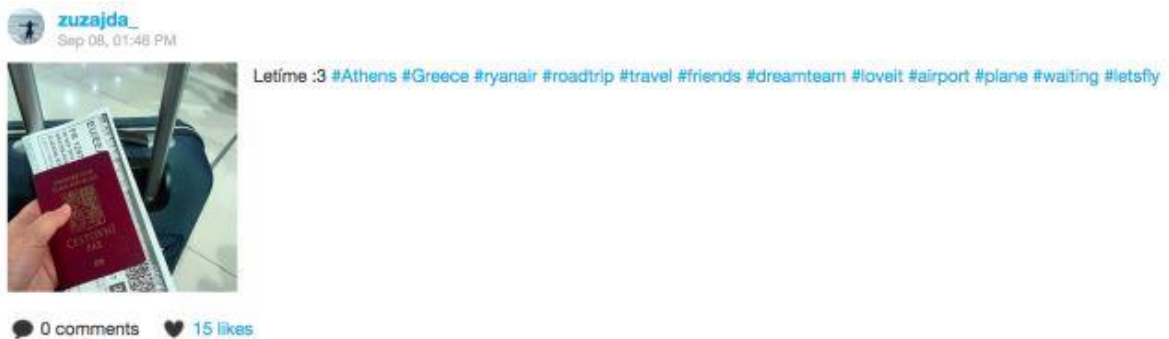 zuzajda_
Sep 08, 01:46 PM
Letíme :3 #Athens #Greece #ryanair #roadtrip #travel #friends #dreamteam #loveit #airport #plane #waiting #letsfly
CESTOVNÍ
PAS
0 comments 15 likes